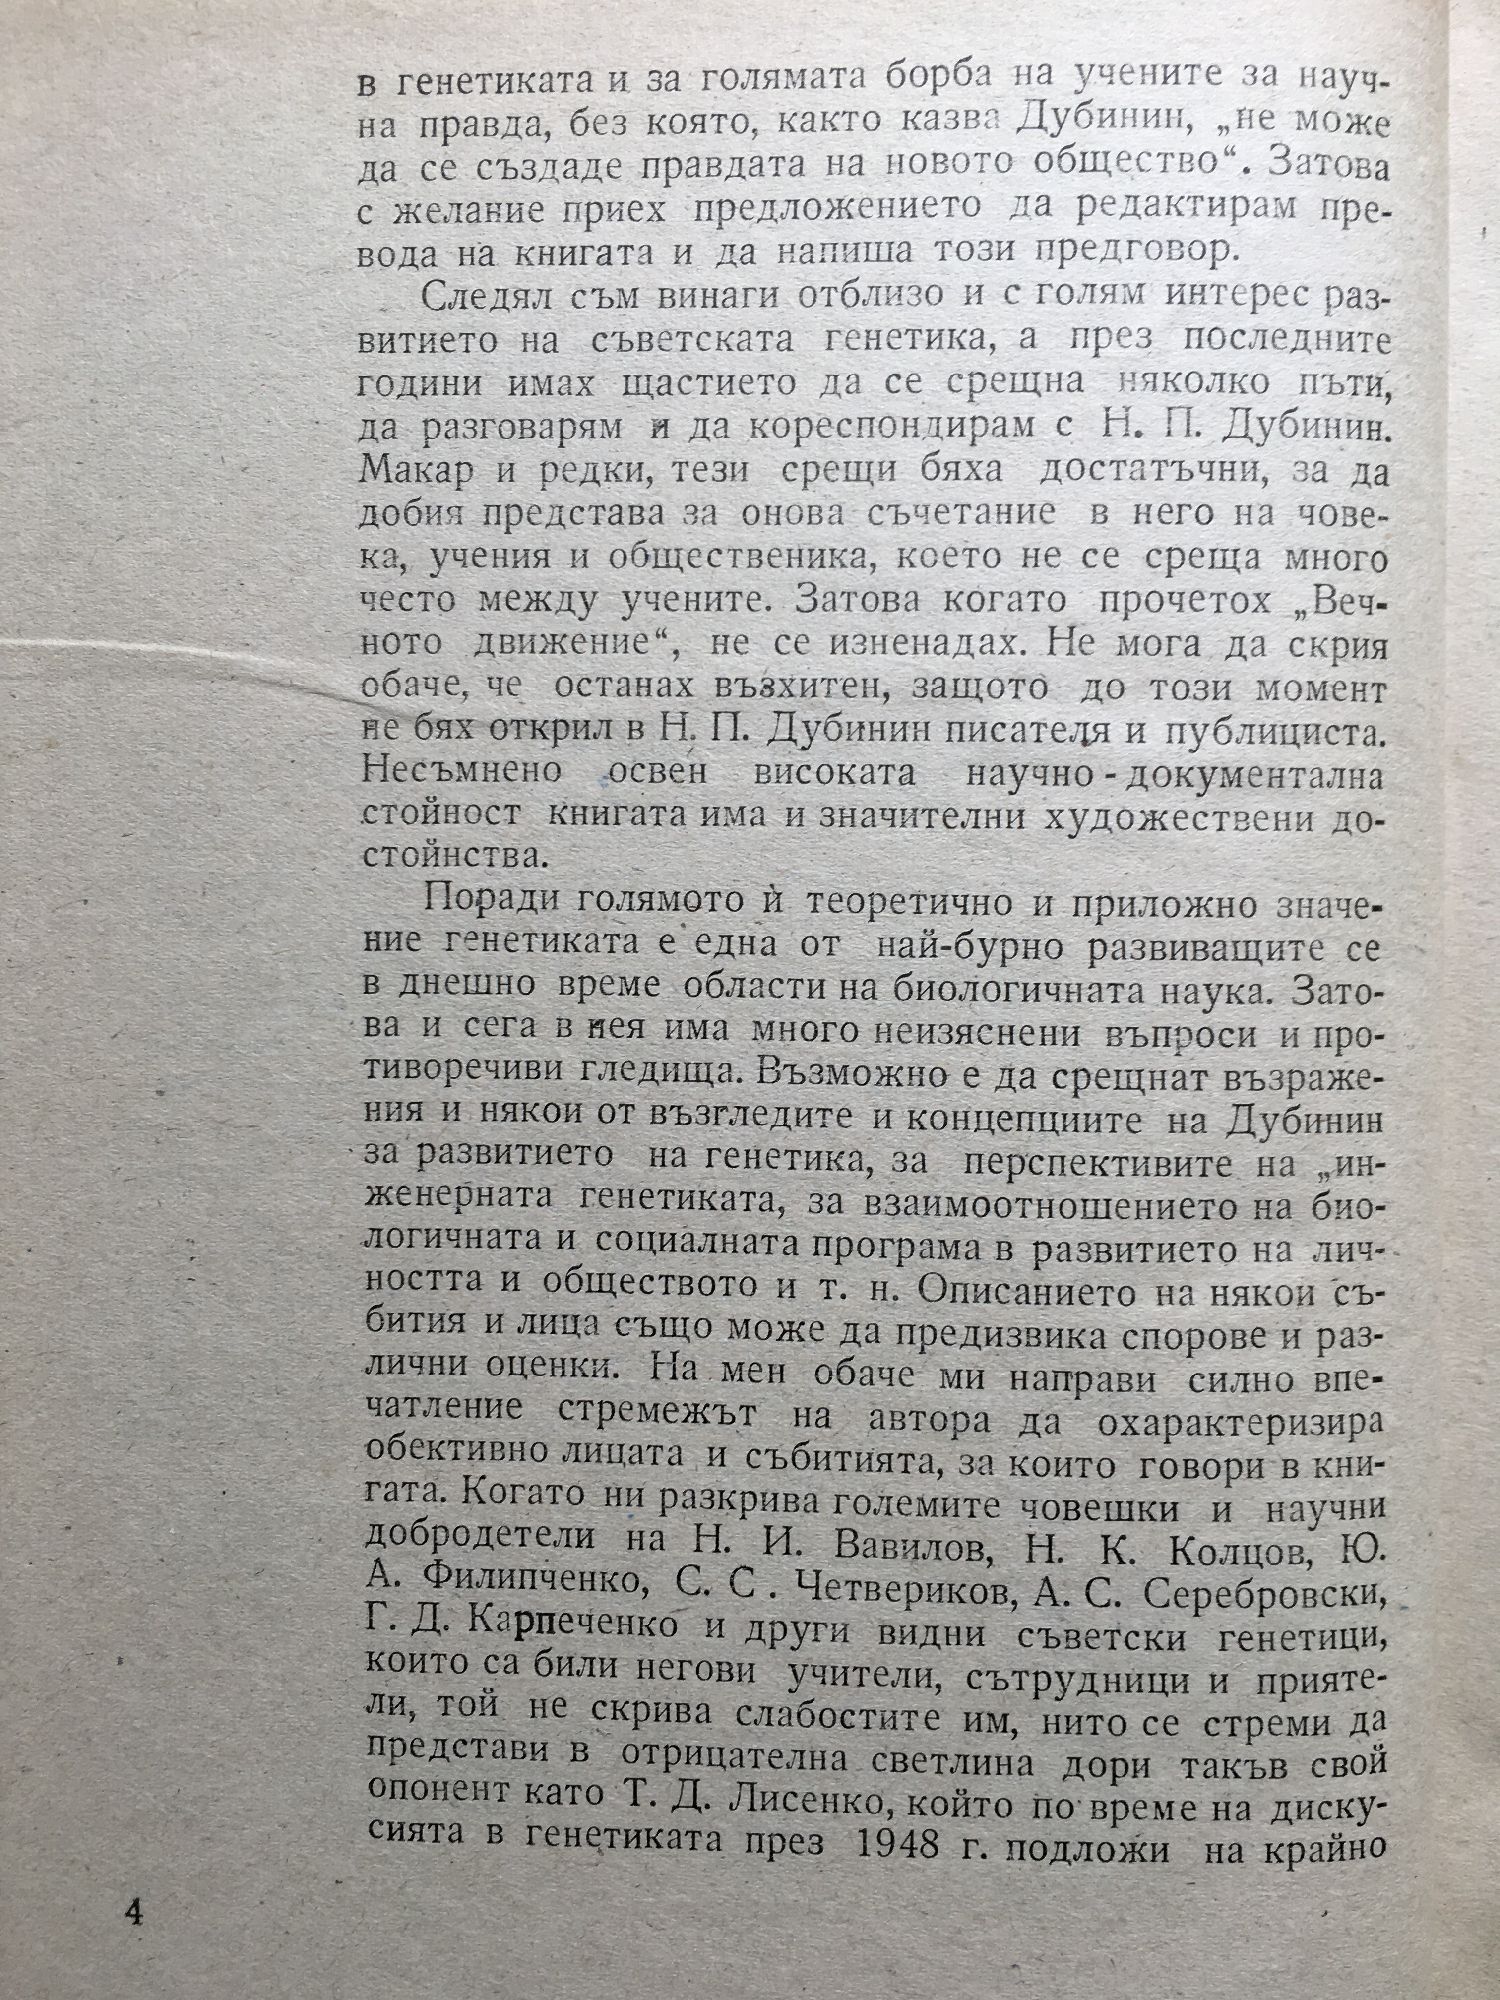 в генетиката и за голямата борба на учените за науч-
на правда, без която, както казва Дубинин, „не може
да се създаде правдата на новото общество“. Затова
с желание приех предложението да редактирам пре-
вода на книгата и да напиша този предговор.
Следял съм винаги отблизо и с голям интерес раз-
витието на съветската генетика, а през последните
години имах щастието да се срещна няколко пъти,
да разговарям и да кореспондирам с Н. П. Дубинин.
Макар и редки, тези срещи бяха достатъчни, за да
добия представа за онова съчетание в него на чове-
ка, учения и общественика, което не се среща много
често между учените. Затова когато прочетох „Веч-
ното движение“, не се изненадах. Не мога да скрия
обаче, че останах възхитен, защото до този момент
не бях открил в Н. П. Дубинин писателя и публициста.
Несъмнено освен високата научно-документална
стойност книгата има и значителни художествени до-
стойнства.
Поради голямото ѝ теоретично и приложно значе-
ние генетиката е една от най-бурно развиващите се
в днешно време области на биологичната наука. Зато-
ва и сега в нея има много неизяснени въпроси и про-
тиворечиви гледища. Възможно е да срещнат възраже-
ния и някои от възгледите и концепциите на Дубинин
за развитието на генетика, за перспективите на „ин-
женерната генетиката, за взаимоотношението на био-
логичната и социалната програма в развитието на лич-
ността и обществото и т. н. Описанието на някои съ-
бития и лица също може да предизвика спорове и раз-
лични оценки. На мен обаче ми направи силно впе-
чатление стремежът на автора да охарактеризира
обективно лицата и събитията, за които говори в кни-
гата. Когато ни разкрива големите човешки и научни
добродетели на Н. И. Вавилов, Н. К. Колцов, Ю.
А. Филипченко, С. С. Четвериков, А. С. Серебровски,
Г. Д. Карпеченко и други видни съветски генетици,
които са били негови учители, сътрудници и прияте-
ли, той не скрива слабостите им, нито се стреми да
представи в отрицателна светлина дори такъв свой
опонент като Т. Д. Лисенко, който по време на диску-
сията в генетиката през 1948 г. подложи на крайно
4